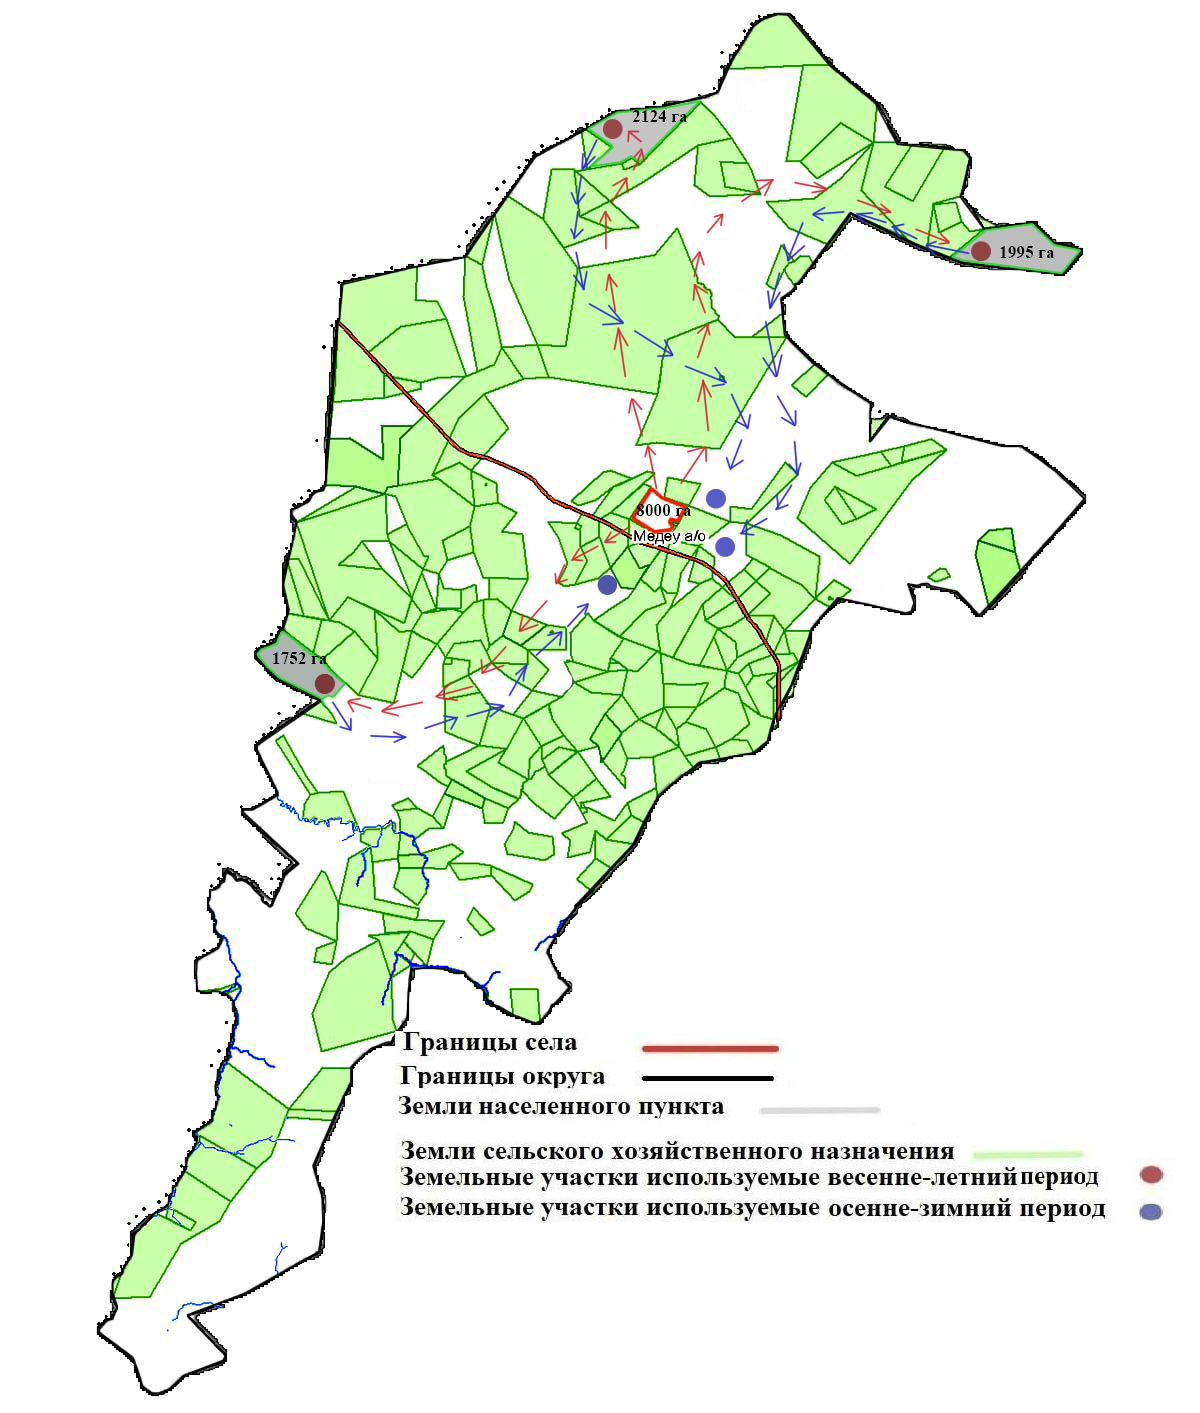 2124 га
1995 га
8000 га
Медеу а/о
1752 га
Границы села
Границы округа
Земли населенного пункта
Земли сельского хозяйственного назначения
Земельные участки используемые весенне-летний период
Земельные участки используемые осенне-зимний период